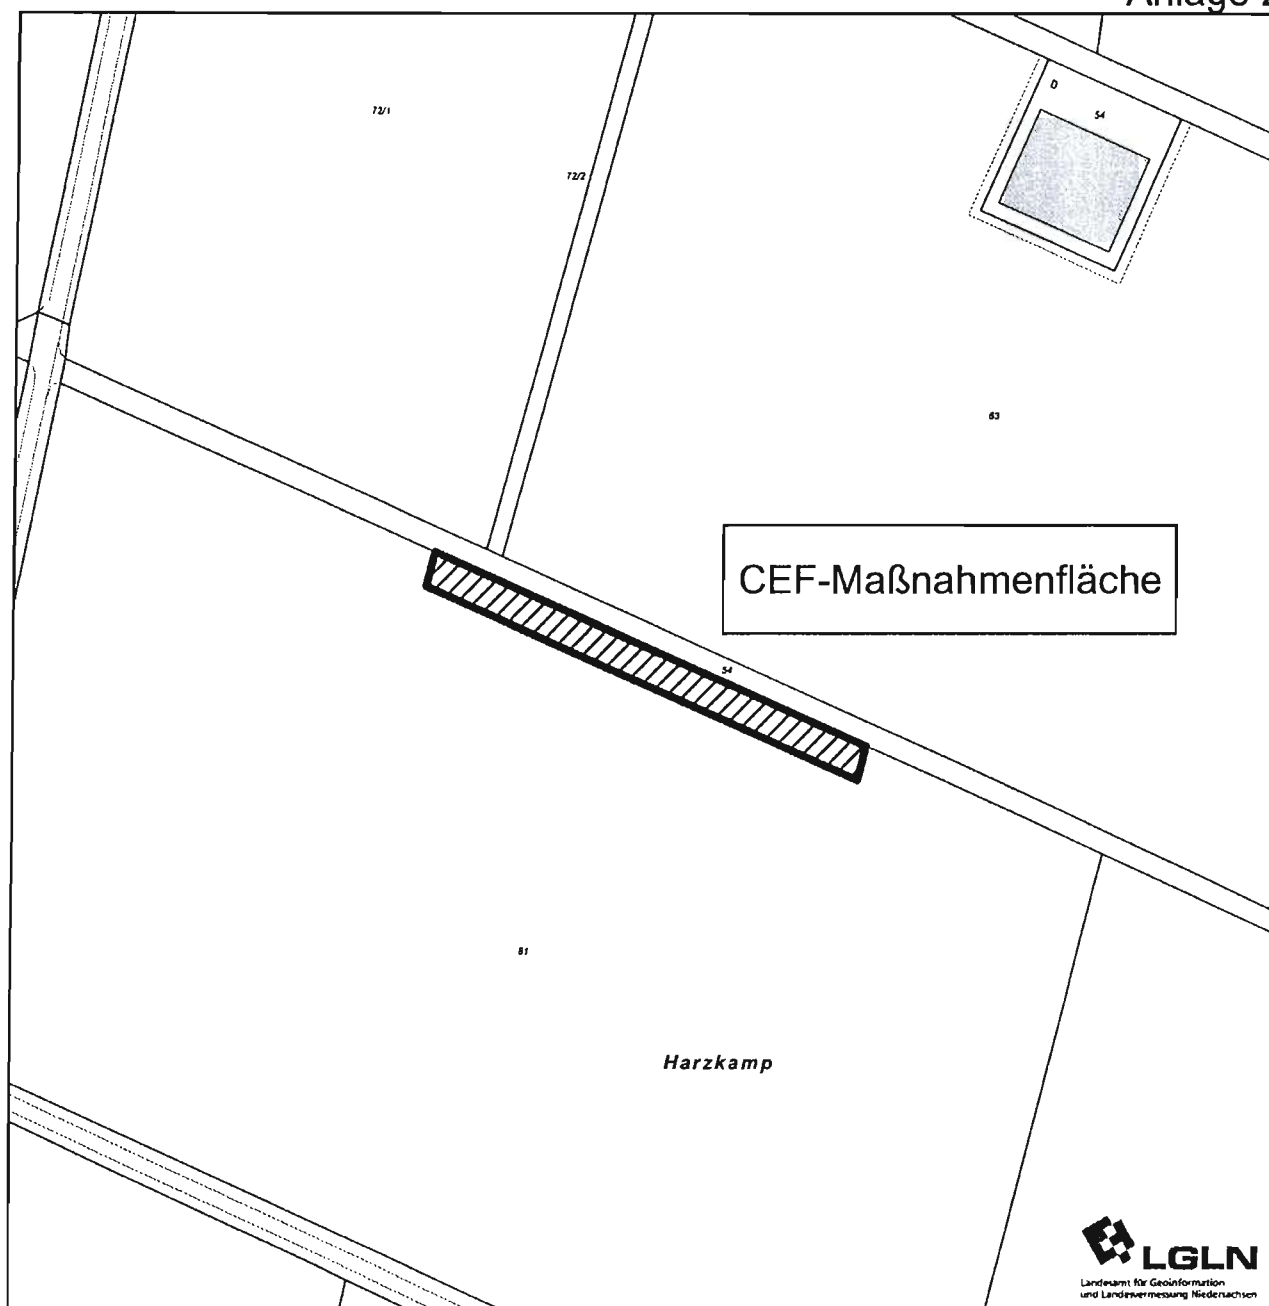 Anlage 2
72/1
D
54
72/2
63
CEF-Maßnahmenfläche
54
81
Harzkamp
LGLN
Landesamt für Geoinformation
und Landesvermessung Niedersachsen